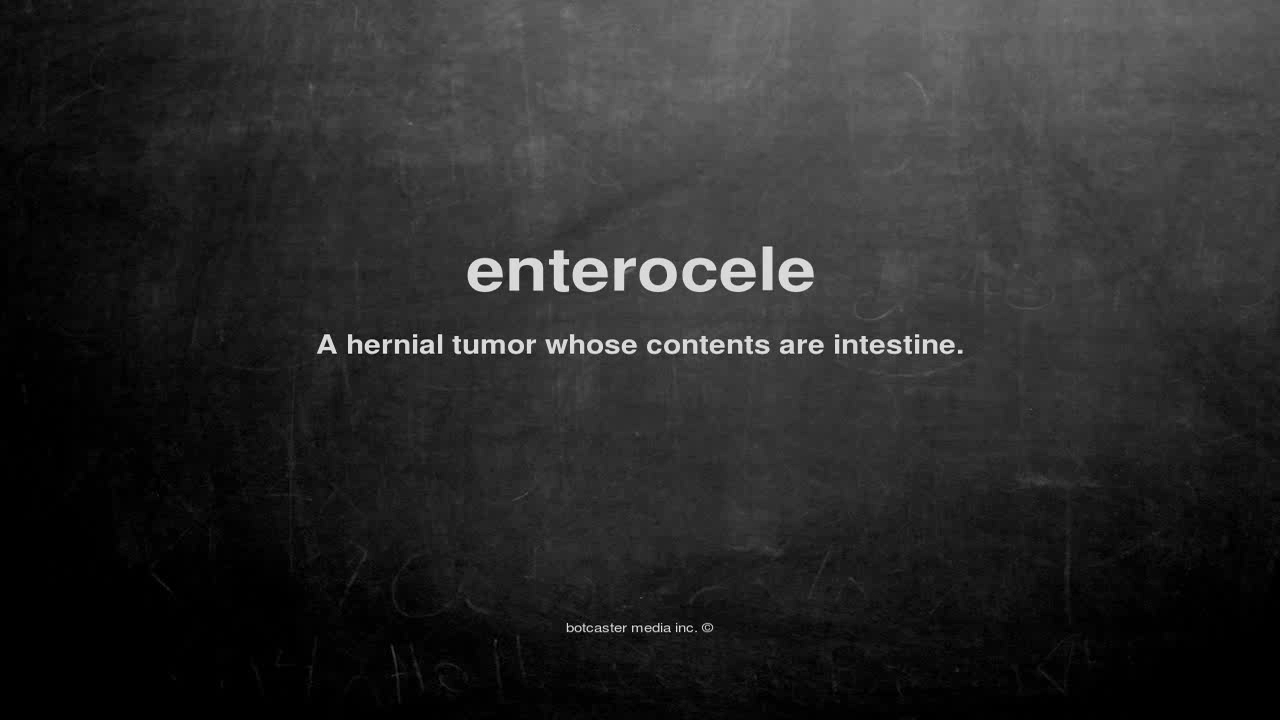 enterocele
A hernial tumor whose contents are intestine.
botcaster media inc. ©